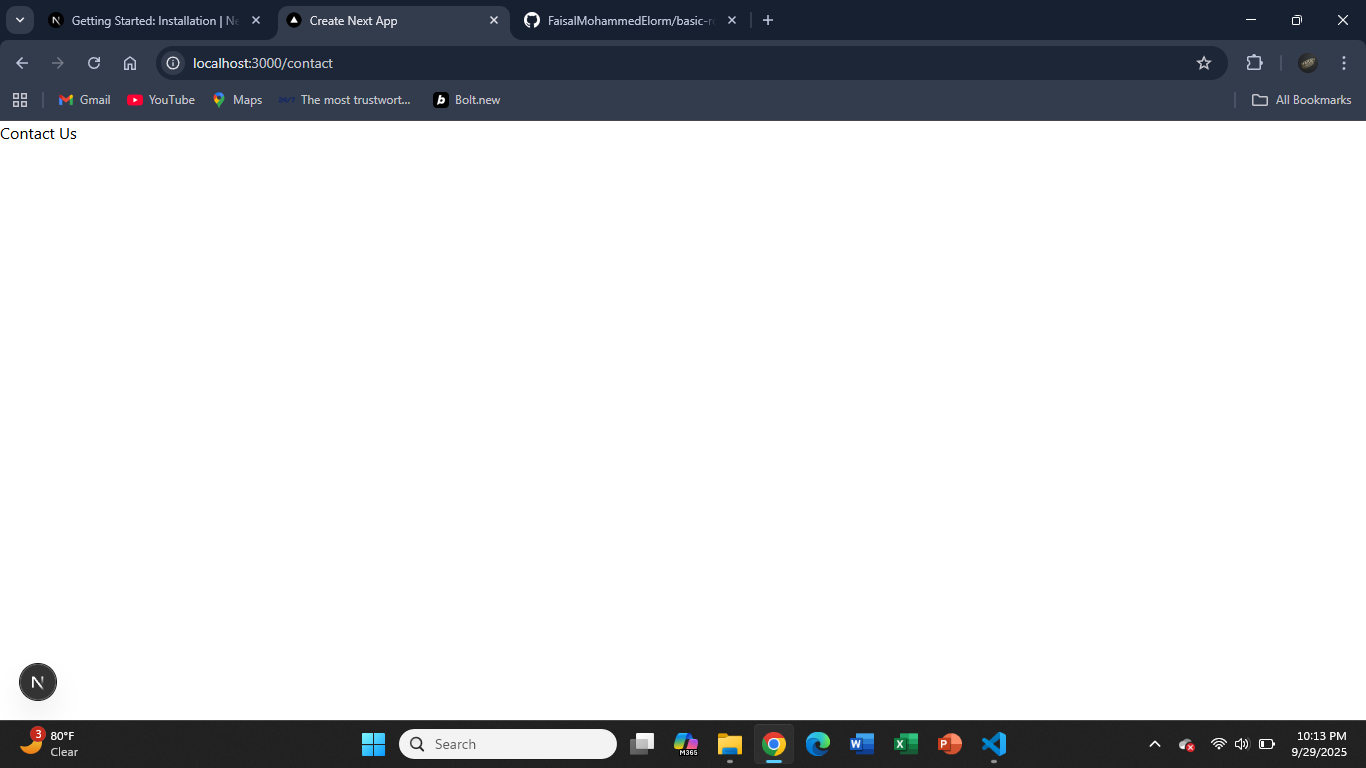 Getting Started: Installation | Ne
Create Next App
FaisalMohammedElorm/basic-r
localhost:3000/contact
Gmail
YouTube
Maps
The most trustwort...
Bolt.new
All Bookmarks
Contact Us
N
3
80°F
Clear
Search
M365
10:13 PM
9/29/2025